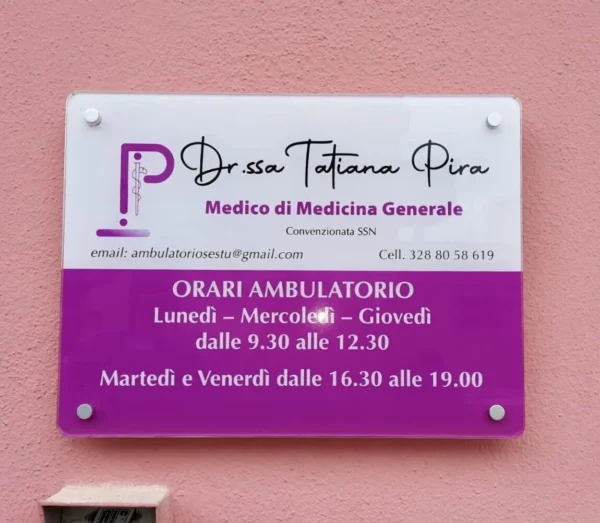 Dr.ssa Tatiana Pira
Medico di Medicina Generale
Convenzionata SSN
email: ambulatoriosestu@gmail.com Cell. 328 80 58 619
ORARI AMBULATORIO
Lunedì – Mercoledì – Giovedì
dalle 9.30 alle 12.30
Martedì e Venerdì dalle 16.30 alle 19.00